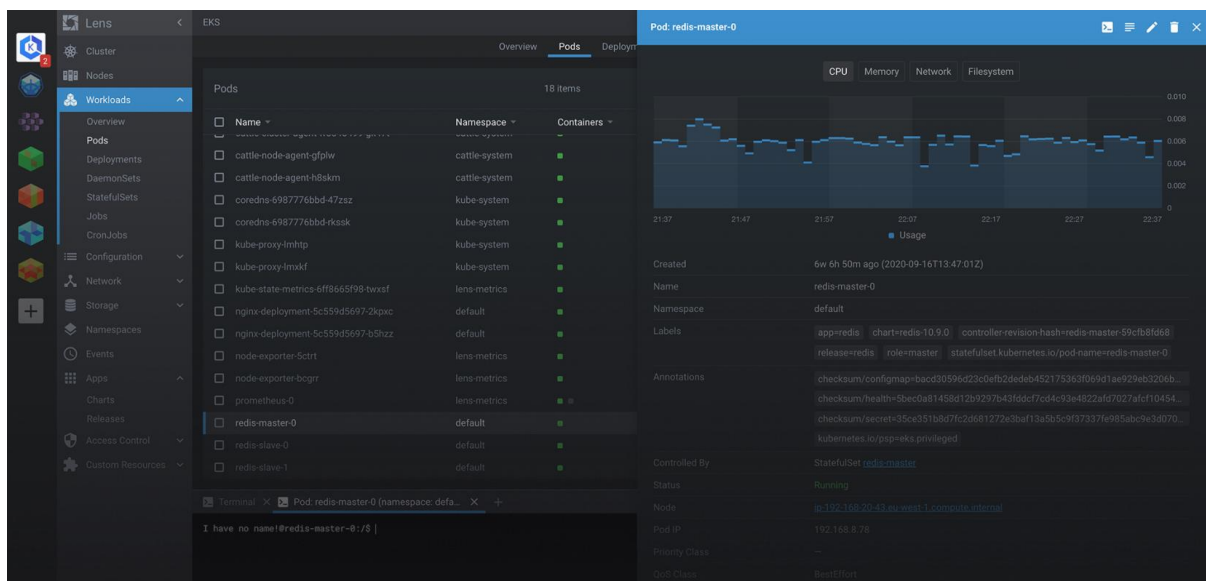 Lens
EKS
Pod: redis-master-0
K
2
Cluster
Nodes
Workloads
Overview
Pods
Deployments
DaemonSets
StatefulSets
Jobs
CronJobs
Configuration
Network
Storage
Namespaces
Events
Apps
Charts
Releases
Access Control
Custom Resources
Overview Pods Deploym
Pods 18 items
Name Namespace Containers
cattle-node-agent-gfplw cattle-system
cattle-node-agent-h8skm cattle-system
coredns-6987776bbd-47zsz kube-system
coredns-6987776bbd-rkssk kube-system
kube-proxy-lmhtp kube-system
kube-proxy-lmxkf kube-system
kube-state-metrics-6ff8665f98-twxsf lens-metrics
nginx-deployment-5c559d5697-2kpxc default
nginx-deployment-5c559d5697-b5hzz default
node-exporter-5ctrt lens-metrics
node-exporter-bcgrr lens-metrics
prometheus-0 lens-metrics
redis-master-0 default
redis-slave-0 default
redis-slave-1 default
Terminal Pod: redis-master-0 (namespace: defa...
I have no name!@redis-master-0:/$
CPU Memory Network Filesystem
0.010
0.008
0.006
0.004
0.002
0
21:37 21:47 21:57 22:07 22:17 22:27 22:37
Usage
Created 6w 6h 50m ago (2020-09-16T13:47:01Z)
Name redis-master-0
Namespace default
Labels app=redis chart=redis-10.9.0 controller-revision-hash=redis-master-59cfb8fd68
release=redis role=master statefulset.kubernetes.io/pod-name=redis-master-0
Annotations checksum/configmap=bacd30596d23c0efb2dedeb452175363f069d1ae929eb3206b...
checksum/health=5bec0a81458d12b9297b43fddcf7cd4c93e4822afd7027afcf10454...
checksum/secret=35ce351b8d7fc2d681272e3baf13a5b5c9f37337fe985abc9e3d070...
kubernetes.io/psp=eks.privileged
Controlled By StatefulSet redis-master
Status Running
Node ip-192-168-20-43.eu-west-1.compute.internal
Pod IP 192.168.8.78
Priority Class —
QoS Class BestEffort